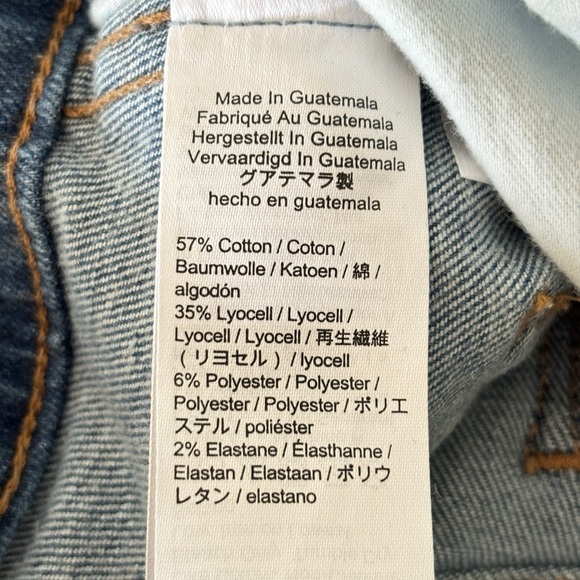 Made In Guatemala
Fabriqué Au Guatemala
Hergestellt In Guatemala
Vervaardigd In Guatemala
グアテマラ製
hecho en guatemala
57% Cotton / Coton /
Baumwolle / Katoen / 綿 /
algodón
35% Lyocell / Lyocell /
Lyocell / Lyocell / 再生繊維
( リヨセル ) / lyocell
6% Polyester / Polyester /
Polyester / Polyester / ポリエ
ステル / poliéster
2% Elastane / Élasthanne /
Elastan / Elastaan / ポリウ
レタン / elastano